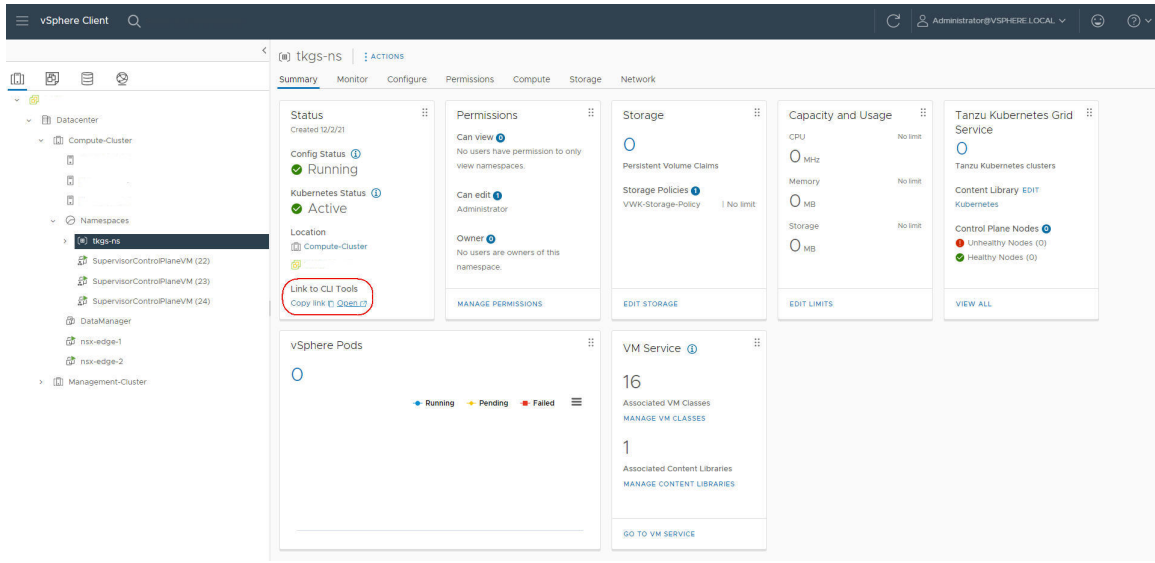 vSphere Client
Administrator@VSPHERE.LOCAL
Datacenter
Compute-Cluster
Namespaces
tkgs-ns
SupervisorControlPlaneVM (22)
SupervisorControlPlaneVM (23)
SupervisorControlPlaneVM (24)
DataManager
nsx-edge-1
nsx-edge-2
Management-Cluster
tkgs-ns
ACTIONS
Summary Monitor Configure Permissions Compute Storage Network
Status
Created 12/2/21
Config Status
Running
Kubernetes Status
Active
Location
Compute-Cluster
Link to CLI Tools
Copy link Open
Permissions
Can view 0
No users have permission to only
view namespaces.
Can edit 1
Administrator
Owner 0
No users are owners of this
namespace.
MANAGE PERMISSIONS
Storage
0
Persistent Volume Claims
Storage Policies 1
VWK-Storage-Policy | No limit
EDIT STORAGE
Capacity and Usage
CPU No limit
0 MHz
Memory No limit
0 MB
Storage No limit
0 MB
EDIT LIMITS
Tanzu Kubernetes Grid
Service
0
Tanzu Kubernetes clusters
Content Library EDIT
Kubernetes
Control Plane Nodes 0
Unhealthy Nodes (0)
Healthy Nodes (0)
VIEW ALL
vSphere Pods
0
Running Pending Failed
VM Service
16
Associated VM Classes
MANAGE VM CLASSES
1
Associated Content Libraries
MANAGE CONTENT LIBRARIES
GO TO VM SERVICE